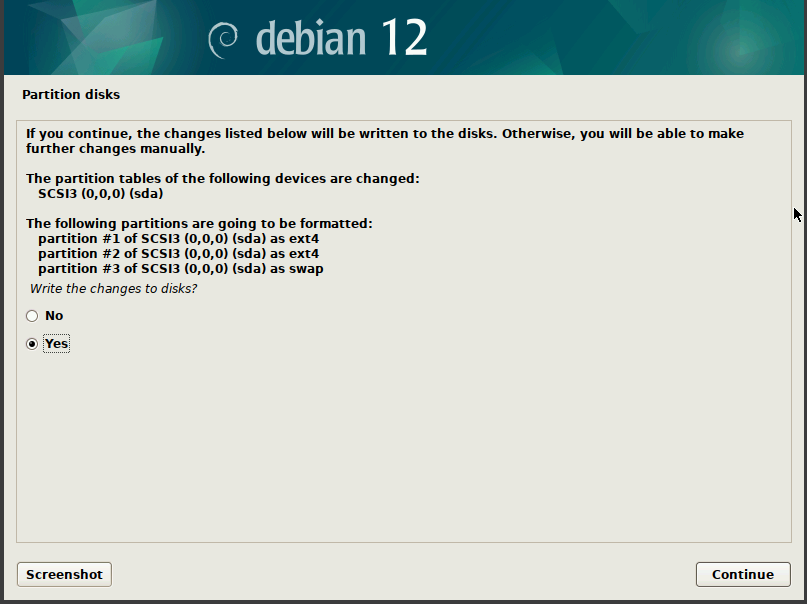 debian 12
Partition disks
If you continue, the changes listed below will be written to the disks. Otherwise, you will be able to make
further changes manually.
The partition tables of the following devices are changed:
SCSI3 (0,0,0) (sda)
The following partitions are going to be formatted:
partition #1 of SCSI3 (0,0,0) (sda) as ext4
partition #2 of SCSI3 (0,0,0) (sda) as ext4
partition #3 of SCSI3 (0,0,0) (sda) as swap
Write the changes to disks?
No
Yes
Screenshot
Continue